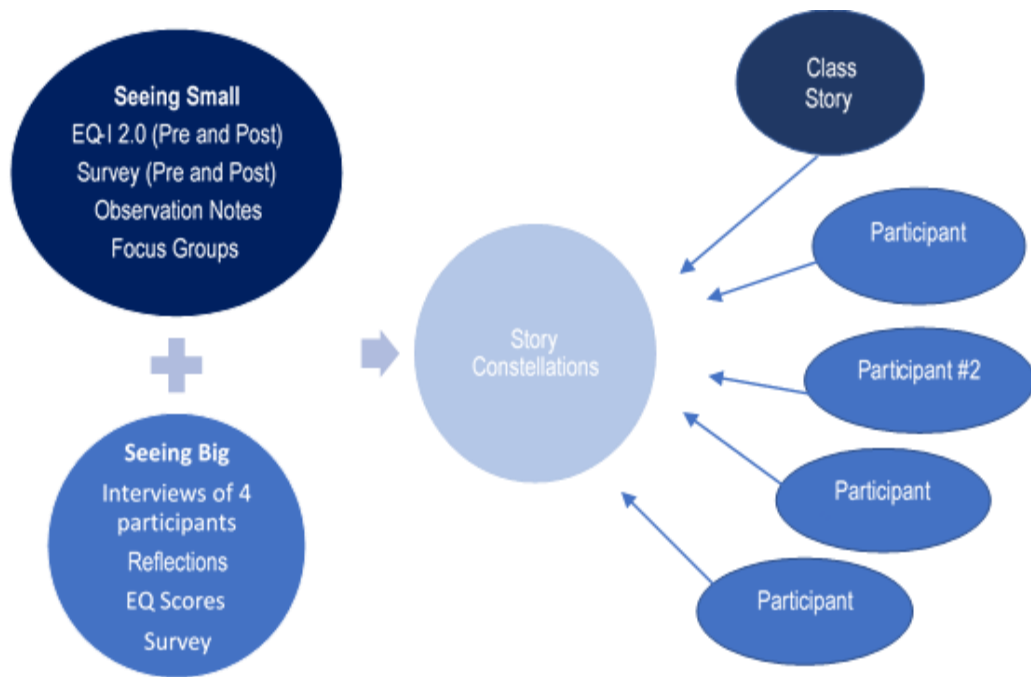 Seeing Small
EQ-I 2.0 (Pre and Post)
Survey (Pre and Post)
Observation Notes
Focus Groups
Seeing Big
Interviews of 4
participants
Reflections
EQ Scores
Survey
Story
Constellations
Class
Story
Participant
Participant #2
Participant
Participant